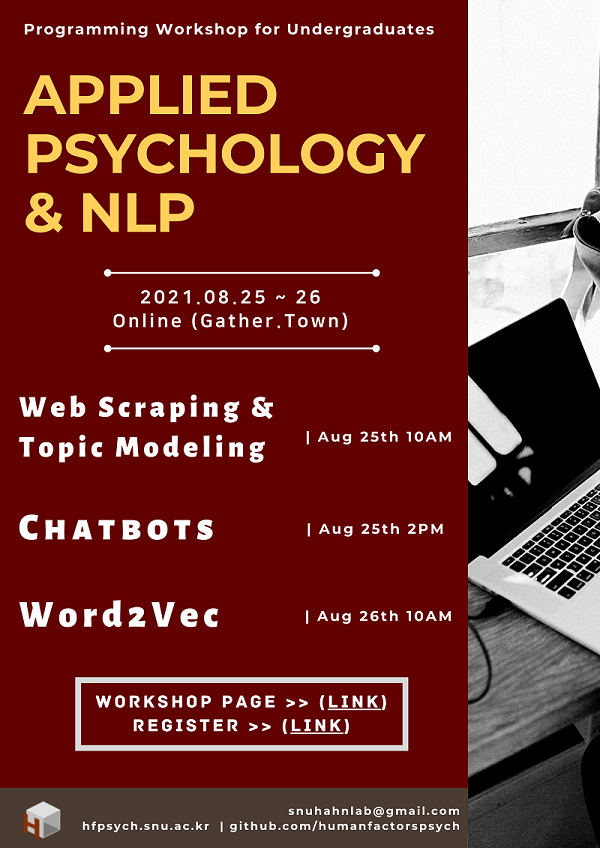 Programming Workshop for Undergraduates
APPLIED
PSYCHOLOGY
& NLP
2021.08.25 ~ 26
Online (Gather.Town)
Web Scraping &
Topic Modeling
| Aug 25th 10AM
CHATBOTS
| Aug 25th 2PM
Word2Vec
| Aug 26th 10AM
WORKSHOP PAGE >> (LINK)
REGISTER >> (LINK)
snuhahnlab@gmail.com
hfpsych.snu.ac.kr | github.com/humanfactorspsych